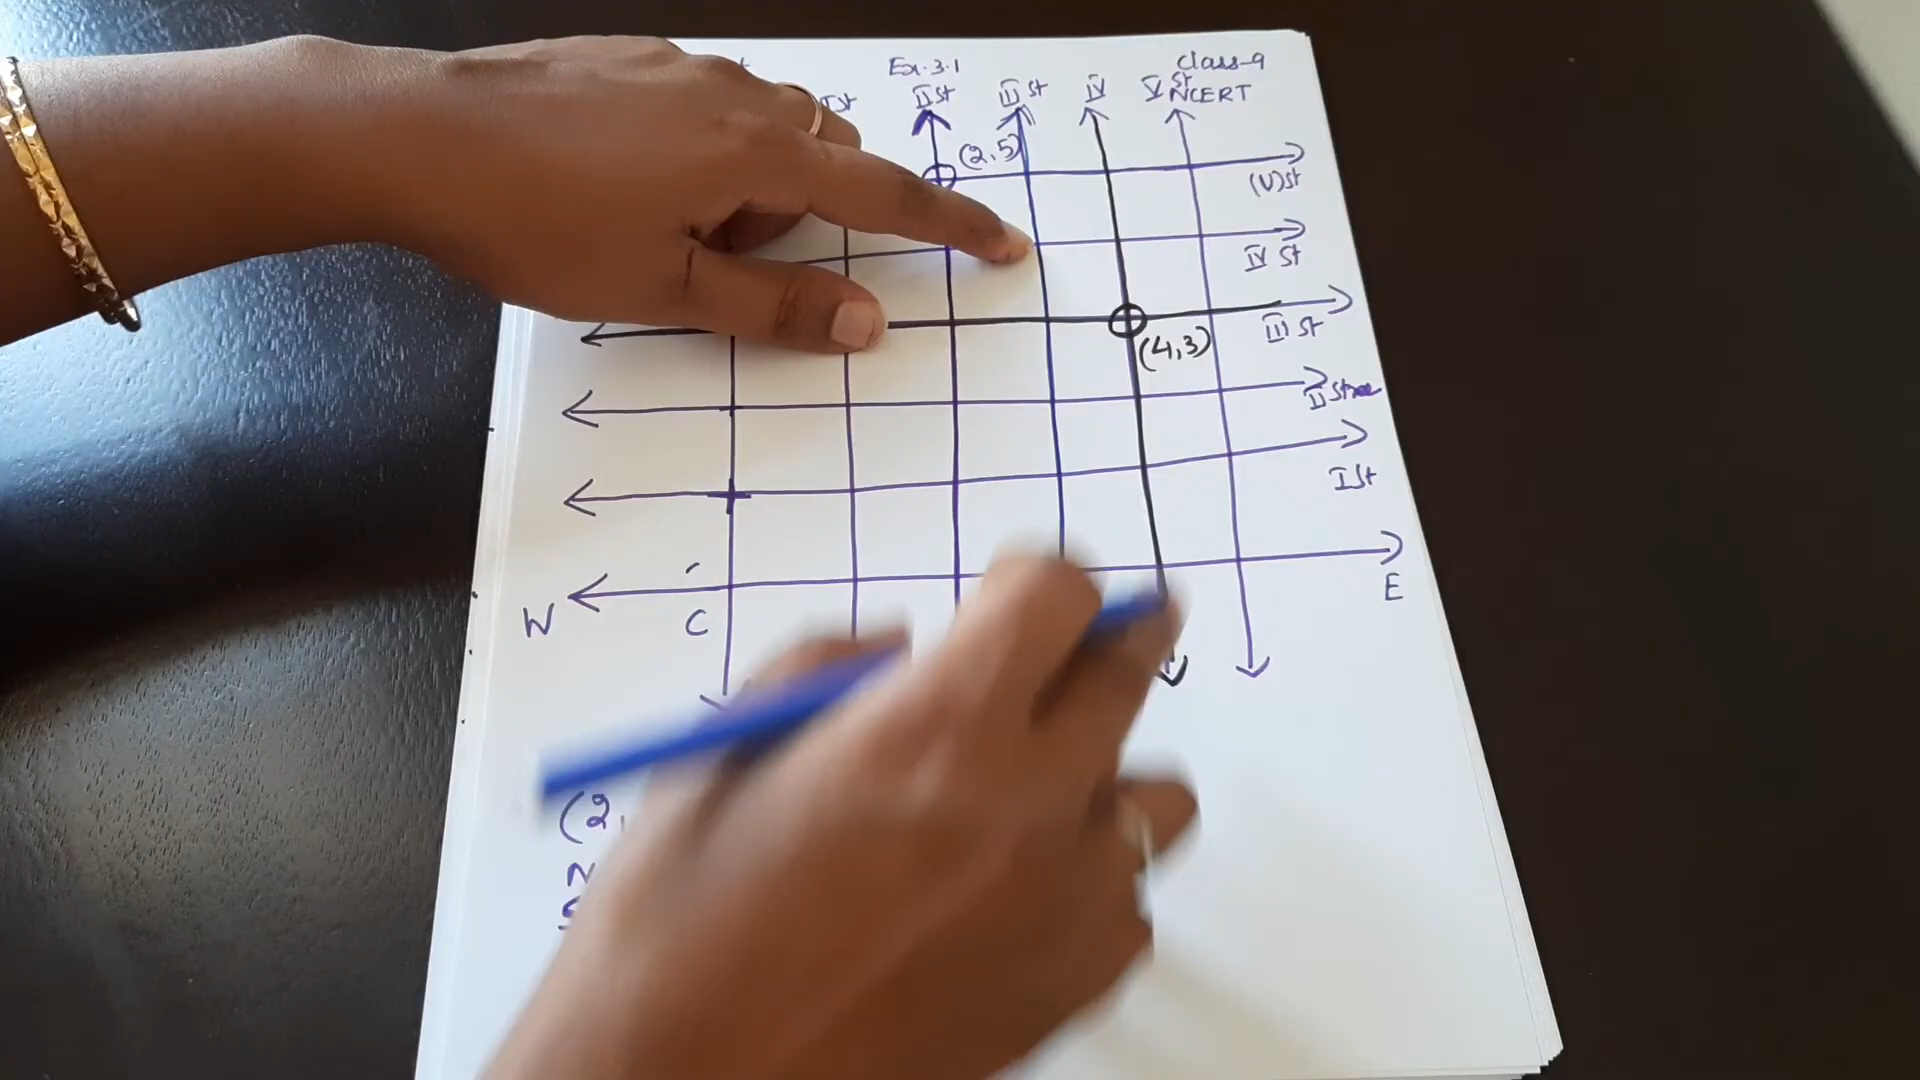 Ex.3.1 Class-9
II St III St IV V St NCERT
(2,5)
(V)St
IV St
III St
(4,3)
II Stree
I St
E
W C
(2,
N